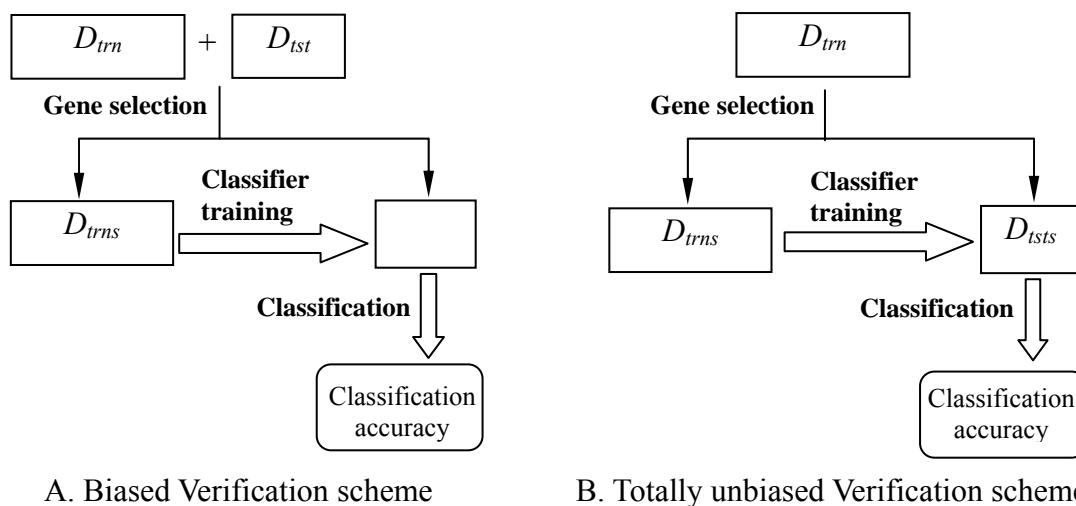 D_trn + D_tst
Gene selection
Classifier
training
D_trns
Classification
Classification
accuracy
A. Biased Verification scheme
D_trn
Gene selection
Classifier
training
D_trns
D_tsts
Classification
Classification
accuracy
B. Totally unbiased Verification scheme